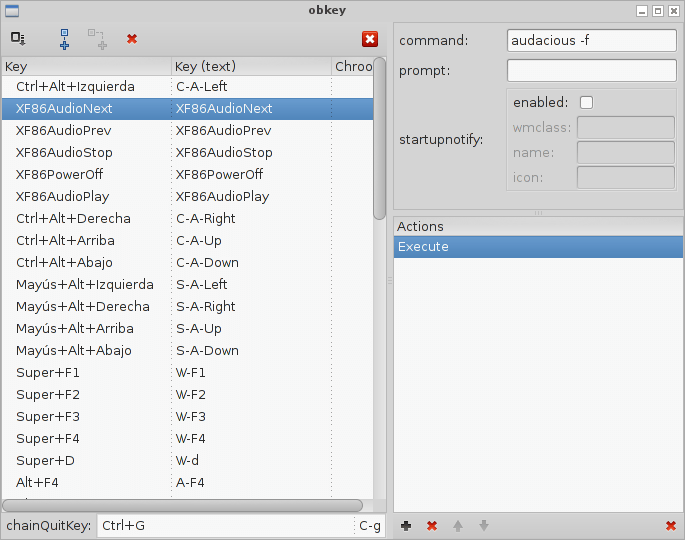 obkey
Key Key (text) Chroo
Ctrl+Alt+Izquierda C-A-Left
XF86AudioNext XF86AudioNext
XF86AudioPrev XF86AudioPrev
XF86AudioStop XF86AudioStop
XF86PowerOff XF86PowerOff
XF86AudioPlay XF86AudioPlay
Ctrl+Alt+Derecha C-A-Right
Ctrl+Alt+Arriba C-A-Up
Ctrl+Alt+Abajo C-A-Down
Mayús+Alt+Izquierda S-A-Left
Mayús+Alt+Derecha S-A-Right
Mayús+Alt+Arriba S-A-Up
Mayús+Alt+Abajo S-A-Down
Super+F1 W-F1
Super+F2 W-F2
Super+F3 W-F3
Super+F4 W-F4
Super+D W-d
Alt+F4 A-F4
chainQuitKey: Ctrl+G C-g
command: audacious -f
prompt:
startupnotify:
enabled:
wmclass:
name:
icon:
Actions
Execute